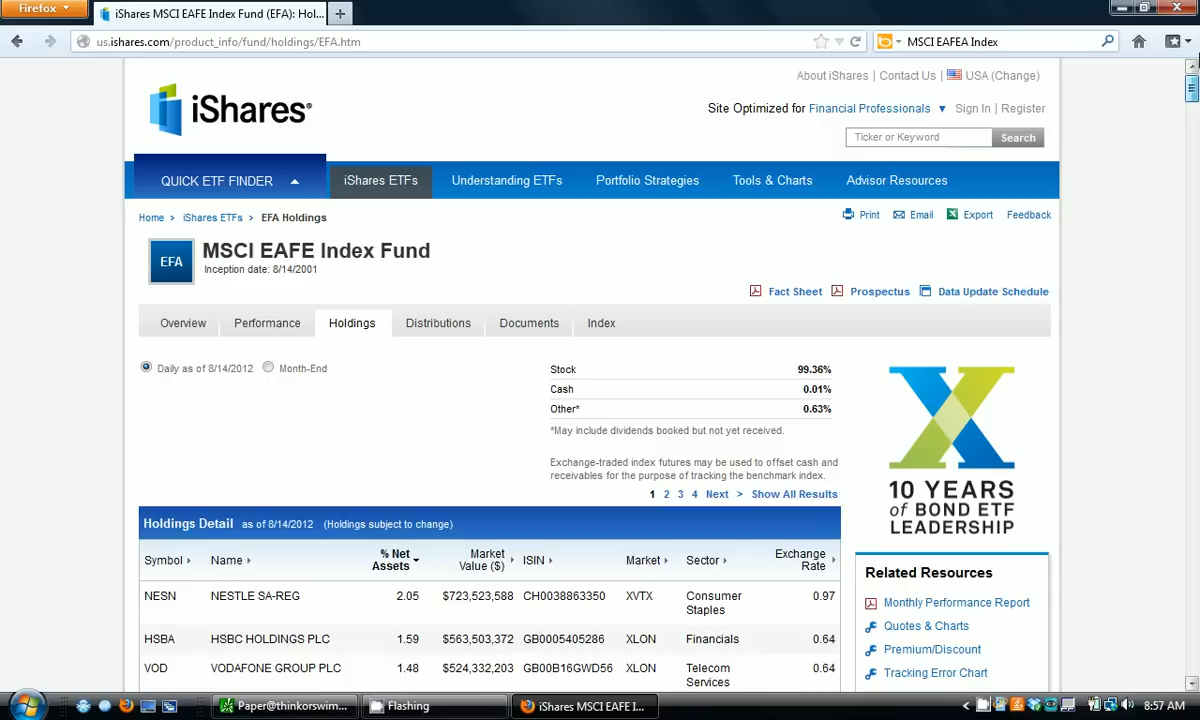 Firefox
iShares MSCI EAFE Index Fund (EFA): Hol...
us.ishares.com/product_info/fund/holdings/EFA.htm
MSCI EAFEA Index
About iShares | Contact Us | USA (Change)
iShares®
Site Optimized for Financial Professionals ▼ Sign In | Register
Ticker or Keyword Search
QUICK ETF FINDER iShares ETFs Understanding ETFs Portfolio Strategies Tools & Charts Advisor Resources
Home > iShares ETFs > EFA Holdings
Print Email Export Feedback
EFA
MSCI EAFE Index Fund
Inception date: 8/14/2001
Fact Sheet Prospectus Data Update Schedule
Overview Performance Holdings Distributions Documents Index
Daily as of 8/14/2012 Month-End
Stock 99.36%
Cash 0.01%
Other* 0.63%
*May include dividends booked but not yet received.
Exchange-traded index futures may be used to offset cash and
receivables for the purpose of tracking the benchmark index.
1 2 3 4 Next > Show All Results
X
10 YEARS
of BOND ETF
LEADERSHIP
Holdings Detail as of 8/14/2012 (Holdings subject to change)
Symbol Name % Net Assets Market Value ($) ISIN Market Sector Exchange Rate
NESN NESTLE SA-REG 2.05 $723,523,588 CH0038863350 XVTX Consumer Staples 0.97
HSBA HSBC HOLDINGS PLC 1.59 $563,503,372 GB0005405286 XLON Financials 0.64
VOD VODAFONE GROUP PLC 1.48 $524,332,203 GB00B16GWD56 XLON Telecom Services 0.64
Related Resources
Monthly Performance Report
Quotes & Charts
Premium/Discount
Tracking Error Chart
Paper@thinkorswim... Flashing iShares MSCI EAFE I... 8:57 AM